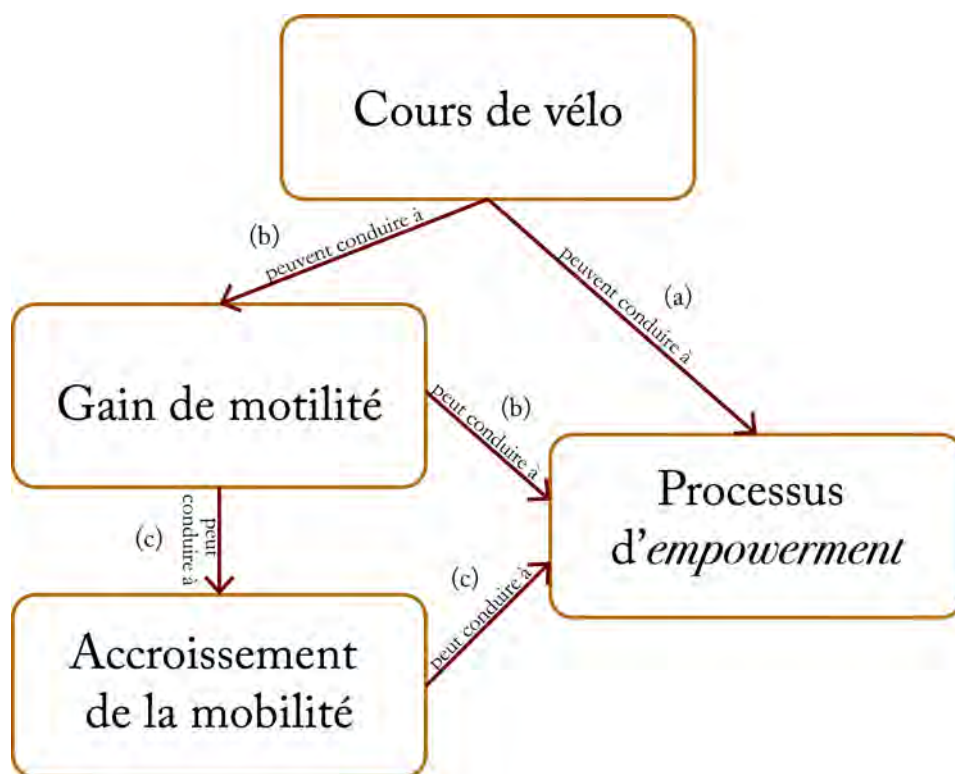 Cours de vélo
(b)
peuvent conduire à
peuvent conduire à
(a)
Gain de motilité
peut conduire à
(b)
Processus
d'empowerment
(c)
peut
conduire à
(c)
peut conduire à
Accroissement
de la mobilité